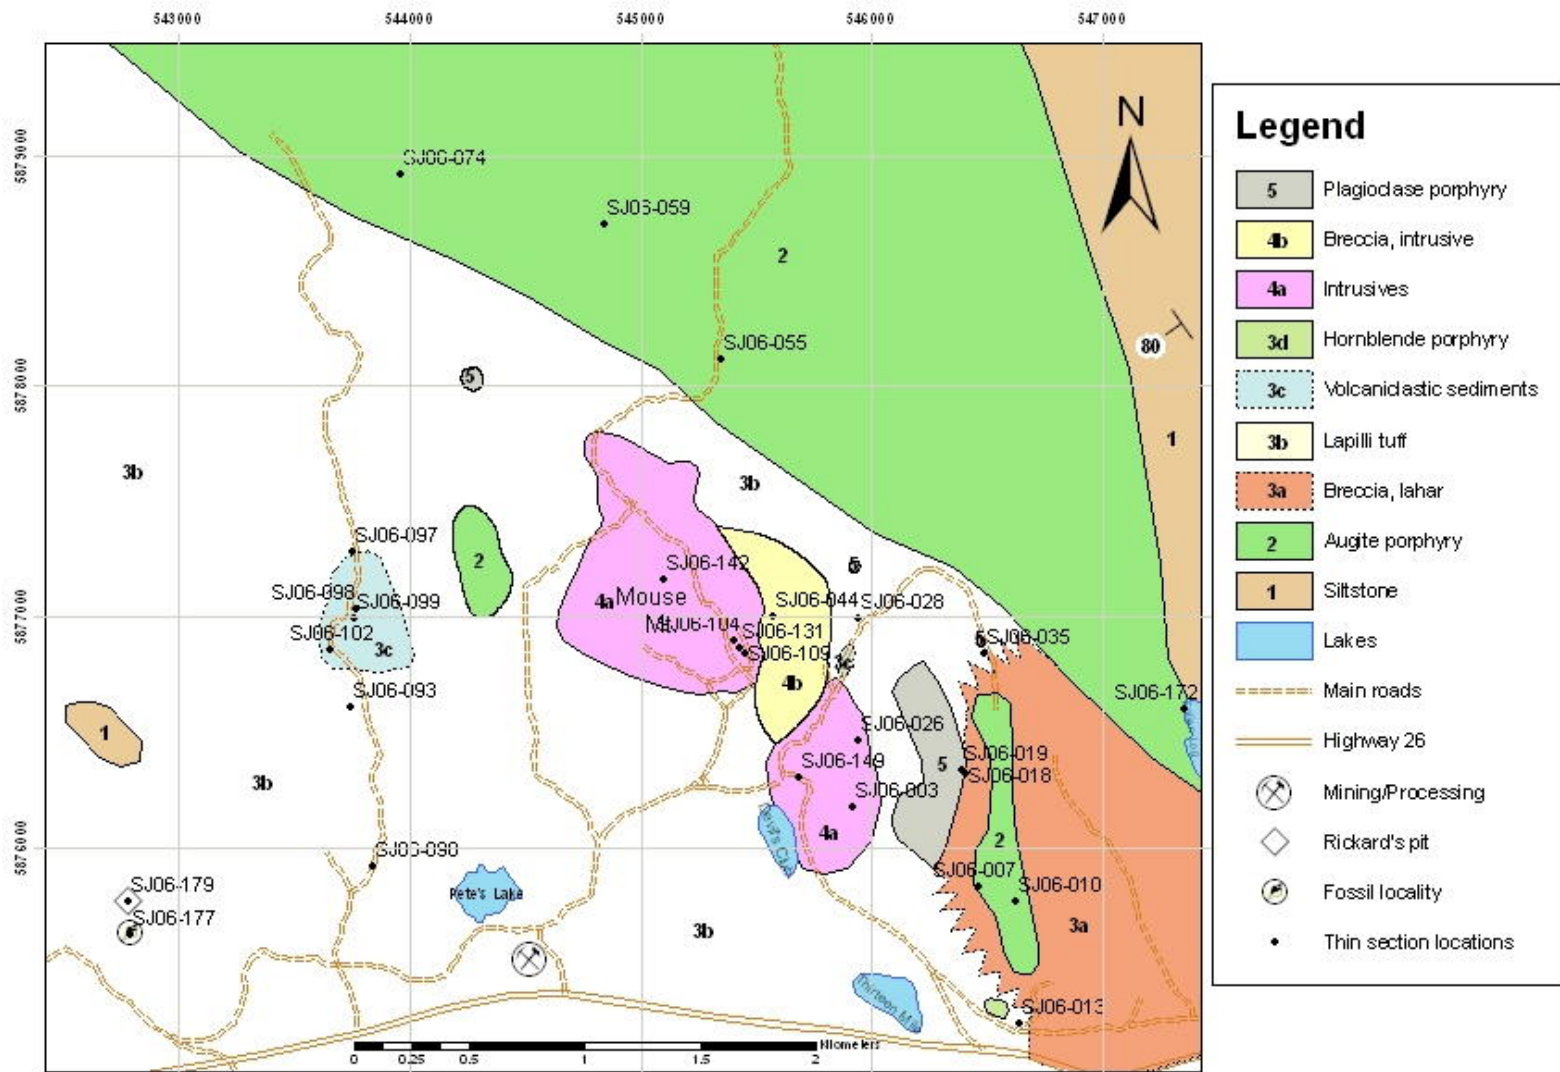 543000 544000 545000 546000 547000
5879000
5878000
5877000
5876000
N
SJ06-074
SJ06-059
2
SJ06-055
80
1
5
3b
3b
SJ06-097
2
SJ06-142
5
SJ06-098
SJ06-099
4a Mouse
Mt.
SJ06-044
SJ06-028
SJ06-102
3c
SJ06-104
SJ06-131
SJ06-109
3c
5
SJ06-035
SJ06-093
4b
SJ06-172
1
SJ06-026
3b
SJ06-149
5
SJ06-019
SJ06-018
SJ06-003
4a
2
SJ06-090
SJ06-179
Pete's Lake
SJ06-007
SJ06-010
SJ06-177
3b
3a
Thirteen Mile
SJ06-013
Kilometers
0 0.25 0.5 1 1.5 2
Legend
5 Plagioclase porphyry
4b Breccia, intrusive
4a Intrusives
3d Hornblende porphyry
3c Volcaniclastic sediments
3b Lapilli tuff
3a Breccia, lahar
2 Augite porphyry
1 Siltstone
Lakes
Main roads
Highway 26
Mining/Processing
Rickard's pit
Fossil locality
Thin section locations